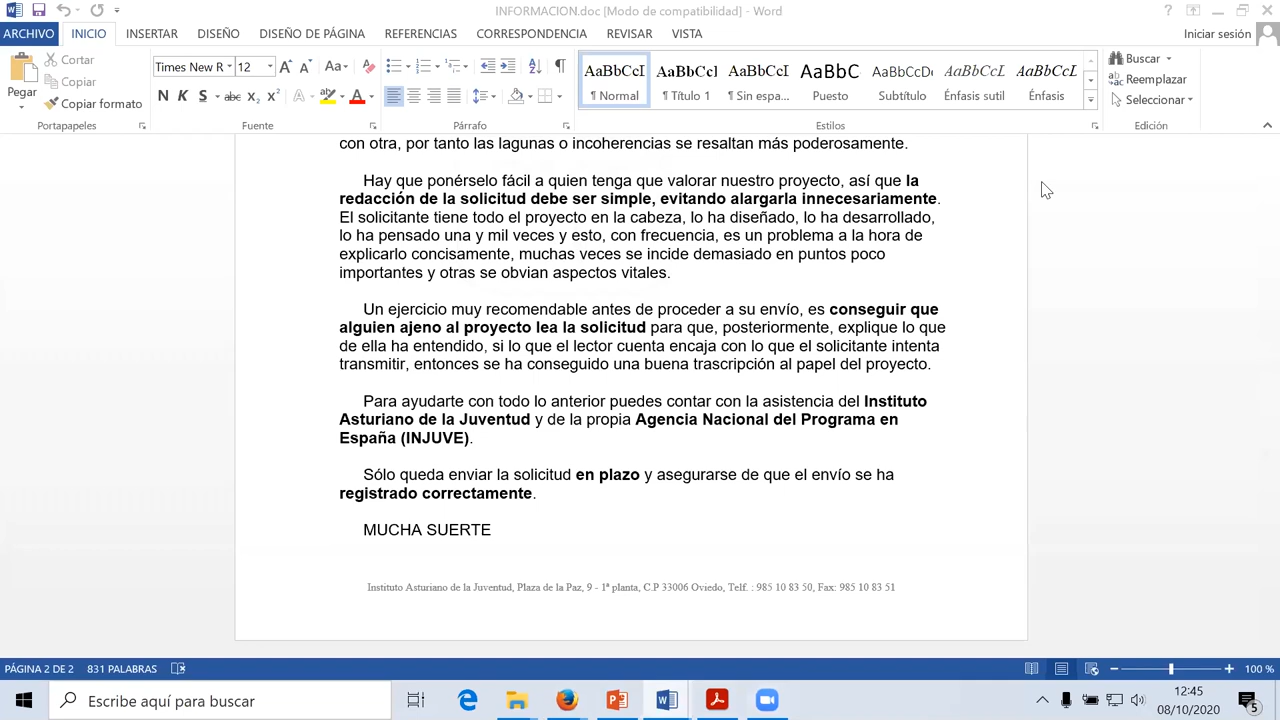 INFORMACION.doc [Modo de compatibilidad] - Word
ARCHIVO INICIO INSERTAR DISEÑO DISEÑO DE PÁGINA REFERENCIAS CORRESPONDENCIA REVISAR VISTA Iniciar sesión
Pegar
Cortar
Copiar
Copiar formato
Portapapeles
Times New R 12 Aa
N K S abc x₂ x²
Fuente
Párrafo
AaBbCcI AaBbCcI AaBbCcI AaBbC AaBbCcDc AaBbCcL AaBbCcL
¶ Normal ¶ Título 1 ¶ Sin espa... Puesto Subtítulo Énfasis sutil Énfasis
Estilos
Buscar
Reemplazar
Seleccionar
Edición
con otra, por tanto las lagunas o incoherencias se resaltan más poderosamente.
Hay que ponérselo fácil a quien tenga que valorar nuestro proyecto, así que la
redacción de la solicitud debe ser simple, evitando alargarla innecesariamente.
El solicitante tiene todo el proyecto en la cabeza, lo ha diseñado, lo ha desarrollado,
lo ha pensado una y mil veces y esto, con frecuencia, es un problema a la hora de
explicarlo concisamente, muchas veces se incide demasiado en puntos poco
importantes y otras se obvian aspectos vitales.
Un ejercicio muy recomendable antes de proceder a su envío, es conseguir que
alguien ajeno al proyecto lea la solicitud para que, posteriormente, explique lo que
de ella ha entendido, si lo que el lector cuenta encaja con lo que el solicitante intenta
transmitir, entonces se ha conseguido una buena trascripción al papel del proyecto.
Para ayudarte con todo lo anterior puedes contar con la asistencia del Instituto
Asturiano de la Juventud y de la propia Agencia Nacional del Programa en
España (INJUVE).
Sólo queda enviar la solicitud en plazo y asegurarse de que el envío se ha
registrado correctamente.
MUCHA SUERTE
Instituto Asturiano de la Juventud, Plaza de la Paz, 9 - 1ª planta, C.P 33006 Oviedo, Telf. : 985 10 83 50, Fax: 985 10 83 51
PÁGINA 2 DE 2 831 PALABRAS 100 %
Escribe aquí para buscar
12:45
08/10/2020
5